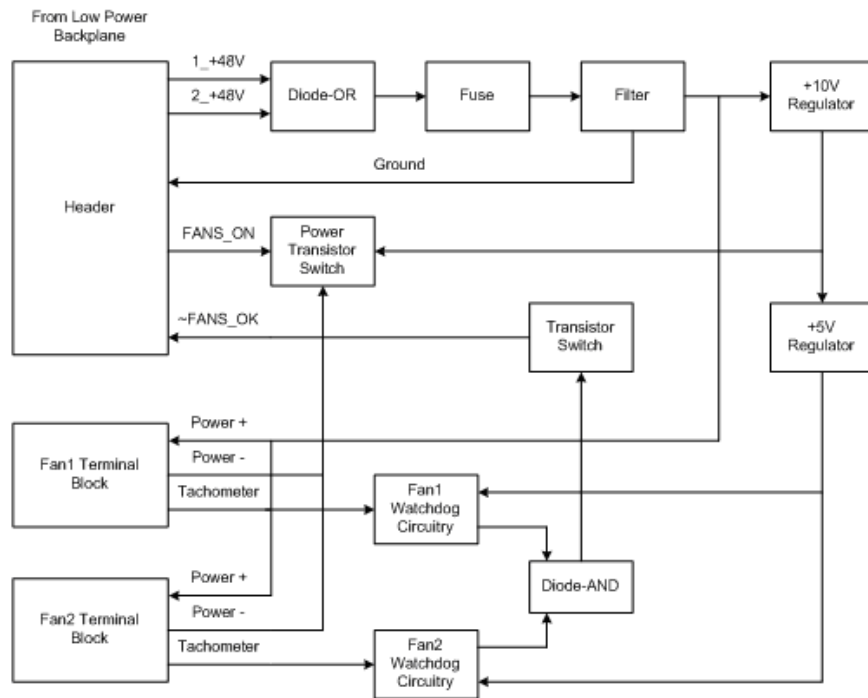 From Low Power
Backplane
1_+48V
2_+48V
Diode-OR
Fuse
Filter
+10V
Regulator
Ground
Header
FANS_ON
Power
Transistor
Switch
~FANS_OK
Transistor
Switch
+5V
Regulator
Power +
Fan1 Terminal
Block
Power -
Tachometer
Fan1
Watchdog
Circuitry
Diode-AND
Power +
Fan2 Terminal
Block
Power -
Tachometer
Fan2
Watchdog
Circuitry